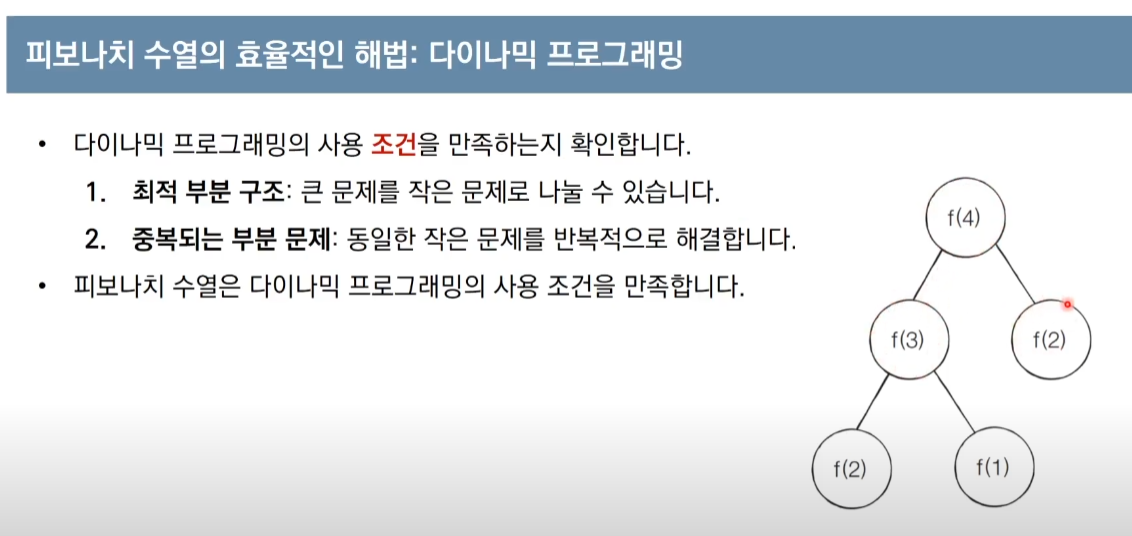 피보나치 수열의 효율적인 해법: 다이나믹 프로그래밍
• 다이나믹 프로그래밍의 사용 조건을 만족하는지 확인합니다.
1. 최적 부분 구조: 큰 문제를 작은 문제로 나눌 수 있습니다.
2. 중복되는 부분 문제: 동일한 작은 문제를 반복적으로 해결합니다.
• 피보나치 수열은 다이나믹 프로그래밍의 사용 조건을 만족합니다.
f(4)
f(3)
f(2)
f(2)
f(1)